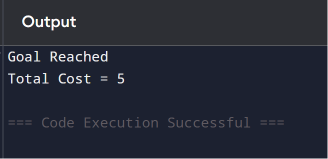 Output
Goal Reached
Total Cost = 5
=== Code Execution Successful ===